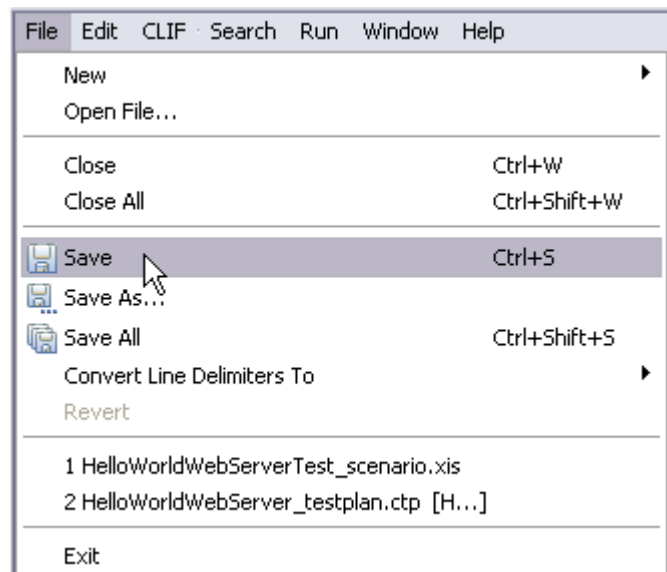 File Edit CLIF Search Run Window Help
New
Open File...
Close Ctrl+W
Close All Ctrl+Shift+W
Save Ctrl+S
Save As...
Save All Ctrl+Shift+S
Convert Line Delimiters To
Revert
1 HelloWorldWebServerTest_scenario.xis
2 HelloWorldWebServer_testplan.ctp [H...]
Exit